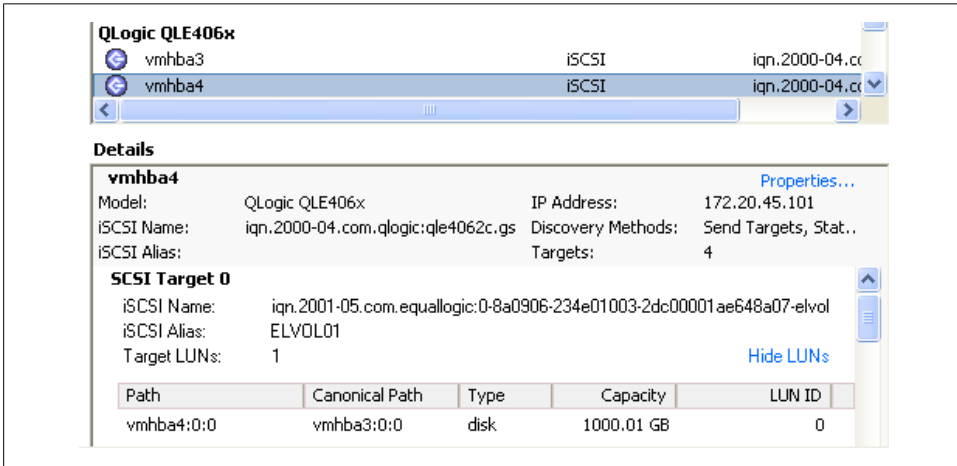 QLogic QLE406x
vmhba3 iSCSI iqn.2000-04.co
vmhba4 iSCSI iqn.2000-04.co
Details
vmhba4 Properties...
Model: QLogic QLE406x IP Address: 172.20.45.101
iSCSI Name: iqn.2000-04.com.qlogic:qle4062c.gs Discovery Methods: Send Targets, Stat..
iSCSI Alias: Targets: 4
SCSI Target 0
iSCSI Name: iqn.2001-05.com.equallogic:0-8a0906-234e01003-2dc00001ae648a07-elvol
iSCSI Alias: ELVOL01
Target LUNs: 1 Hide LUNs
Path Canonical Path Type Capacity LUN ID
vmhba4:0:0 vmhba3:0:0 disk 1000.01 GB 0